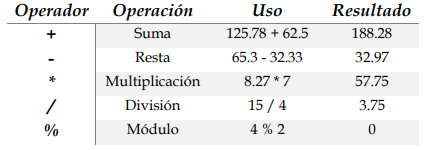 Operador Operación Uso Resultado
+ Suma 125.78 + 62.5 188.28
- Resta 65.3 - 32.33 32.97
* Multiplicación 8.27 * 7 57.75
/ División 15 / 4 3.75
% Módulo 4 % 2 0